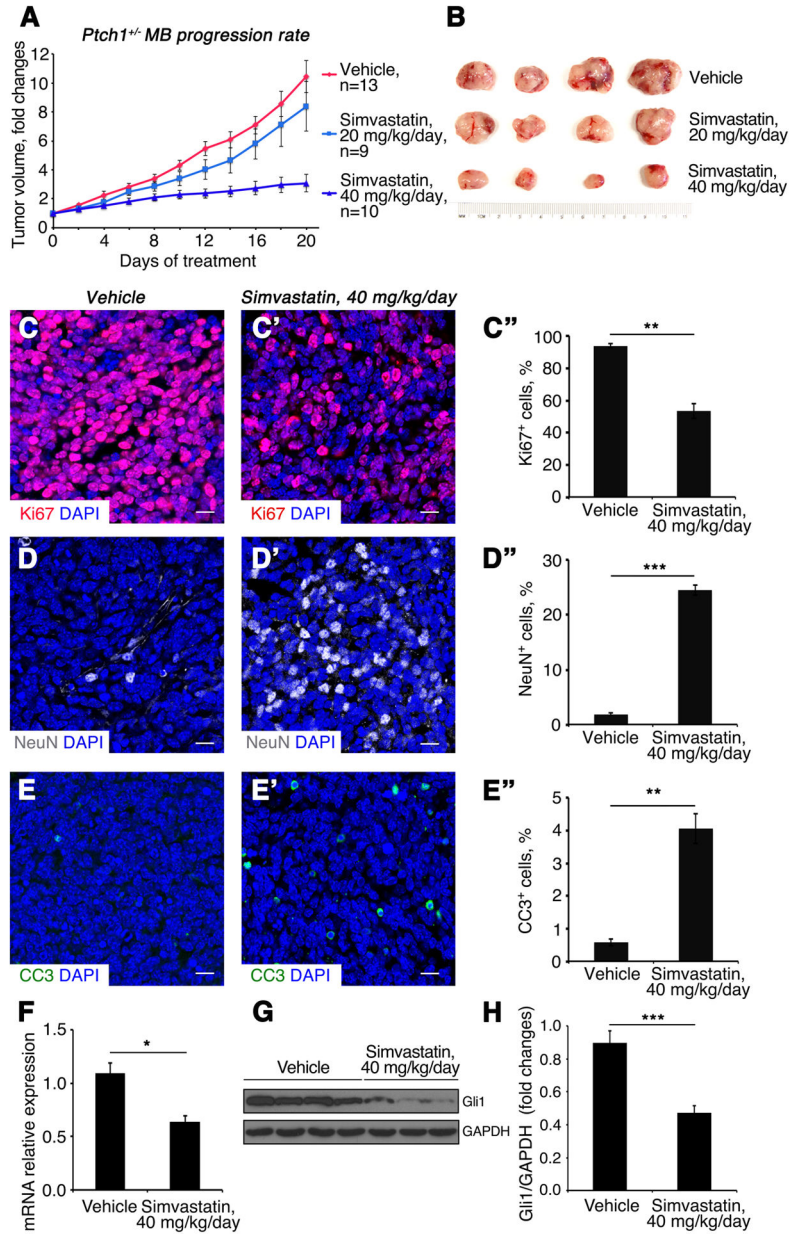 A
Ptch1+/- MB progression rate
Tumor volume, fold changes
12
10
8
6
4
2
0
0
4
8
12
16
20
Days of treatment
Vehicle,
n=13
Simvastatin,
20 mg/kg/day,
n=9
Simvastatin,
40 mg/kg/day,
n=10
B
Vehicle
Simvastatin,
20 mg/kg/day
Simvastatin,
40 mg/kg/day
Vehicle
Simvastatin, 40 mg/kg/day
C
Ki67 DAPI
C'
Ki67 DAPI
C”
Ki67+ cells, %
100
80
60
40
20
0
**
Vehicle
Simvastatin,
40 mg/kg/day
D
NeuN DAPI
D'
NeuN DAPI
D”
NeuN+ cells, %
30
20
10
0
***
Vehicle
Simvastatin,
40 mg/kg/day
E
CC3 DAPI
E'
CC3 DAPI
E”
CC3+ cells, %
5
4
3
2
1
0
**
Vehicle
Simvastatin,
40 mg/kg/day
F
mRNA relative expression
1.5
1.0
0.5
0.0
*
Vehicle
Simvastatin,
40 mg/kg/day
G
Vehicle
Simvastatin,
40 mg/kg/day
Gli1
GAPDH
H
Gli1/GAPDH (fold changes)
1.0
0.8
0.6
0.4
0.2
0.0
***
Vehicle
Simvastatin,
40 mg/kg/day